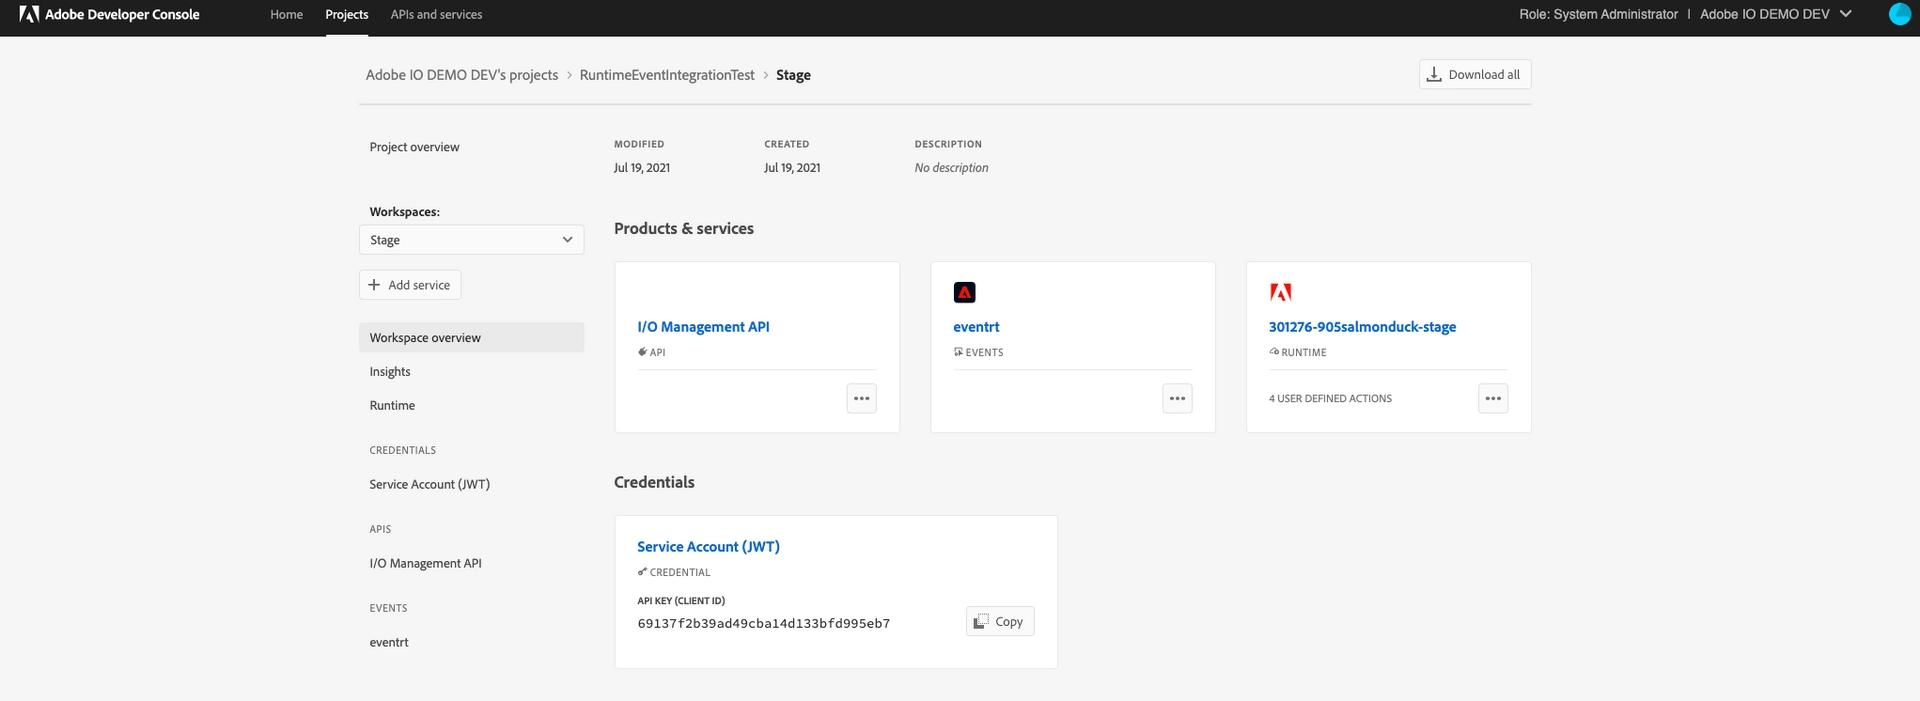 Adobe Developer Console
Home
Projects
APIs and services
Role: System Administrator | Adobe IO DEMO DEV
Adobe IO DEMO DEV's projects > RuntimeEventIntegrationTest > Stage
Download all
Project overview
MODIFIED
Jul 19, 2021
CREATED
Jul 19, 2021
DESCRIPTION
No description
Workspaces:
Stage
Add service
Workspace overview
Insights
Runtime
CREDENTIALS
Service Account (JWT)
APIS
I/O Management API
EVENTS
eventrt
Products & services
I/O Management API
API
eventrt
EVENTS
301276-905salmonduck-stage
RUNTIME
4 USER DEFINED ACTIONS
Credentials
Service Account (JWT)
CREDENTIAL
API KEY (CLIENT ID)
69137f2b39ad49cba14d133bfd995eb7
Copy